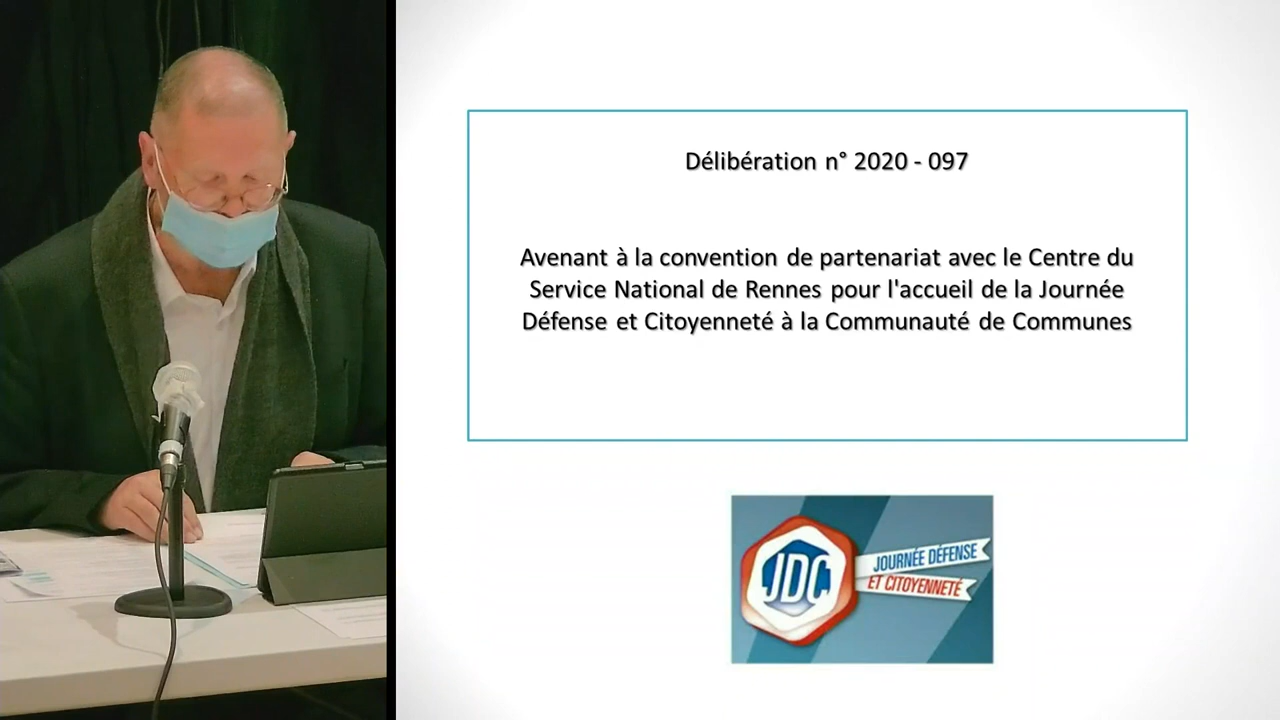 Délibération n° 2020 - 097
Avenant à la convention de partenariat avec le Centre du
Service National de Rennes pour l'accueil de la Journée
Défense et Citoyenneté à la Communauté de Communes
JDC
JOURNÉE DÉFENSE
ET CITOYENNETÉ